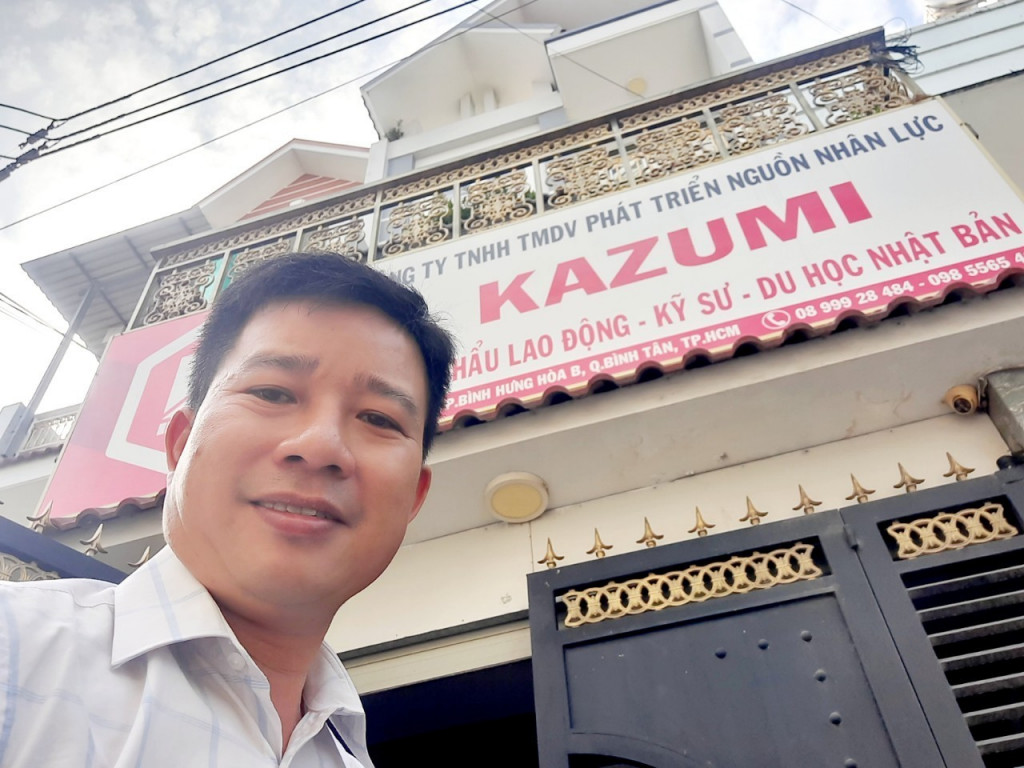 TY TNHH TMDV PHÁT TRIỂN NGUỒN NHÂN LỰC
KAZUMI
LAO ĐỘNG - KỸ SƯ - DU HỌC NHẬT BẢN
P.BÌNH HƯNG HÒA B, Q.BÌNH TÂN, TP.HCM 08 999 28 484 - 098 5565